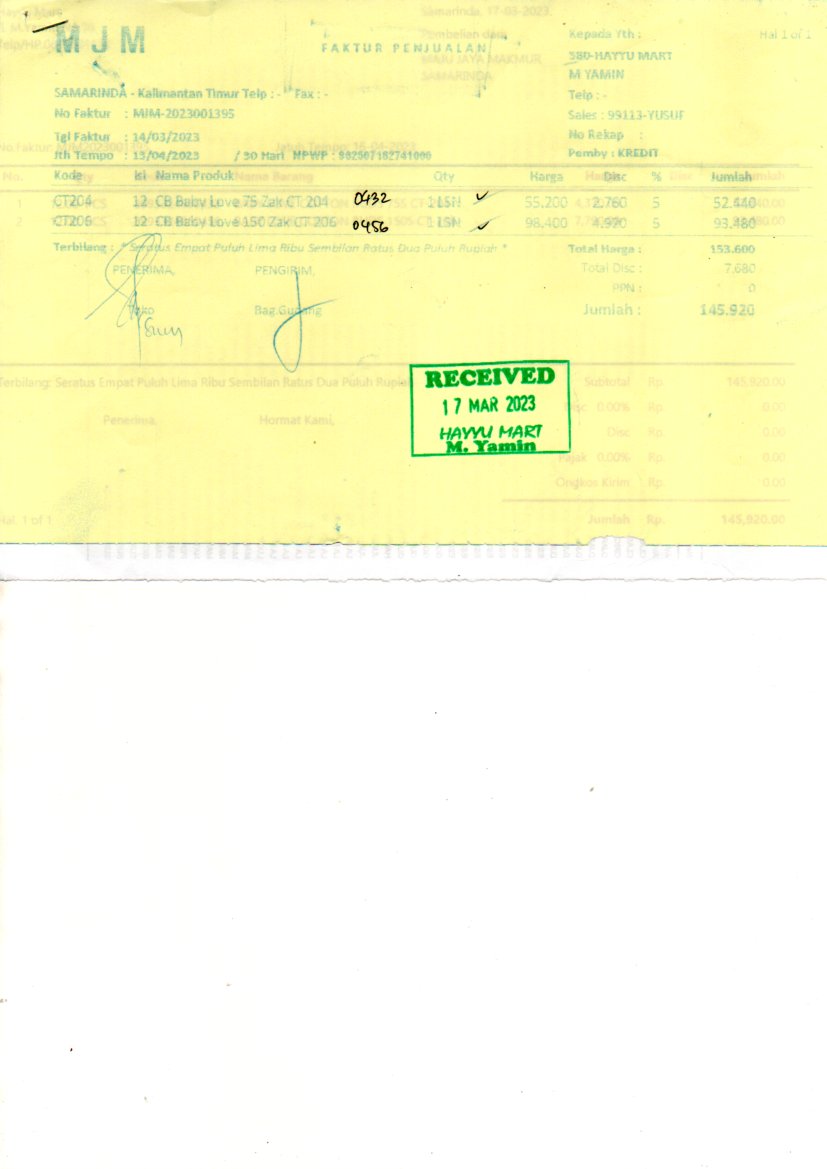 MJM
FAKTUR PENJUALAN
Kepada Yth :
Hal 1 of 1
580-HAYYU MART
M YAMIN
SAMARINDA - Kalimantan Timur Telp : - Fax : -
Telp : -
No Faktur : MJM-2023001395
Sales : 99113-YUSUF
Tgl Faktur : 14/03/2023
No Rekap :
Jth Tempo : 13/04/2023 / 30 Hari
Pemby : KREDIT
Kode Isi Nama Produk Qty Harga Disc % Jumlah
CT204 12 CB Baby Love 75 Zak CT 204 0432 1 LSN ✓ 55,200 2.760 5 52.440
CT206 12 CB Baby Love 150 Zak CT 206 0456 1 LSN ✓ 98,400 4,920 5 93.480
Terbilang : * Seratus Empat Puluh Lima Ribu Sembilan Ratus Dua Puluh Rupiah *
Total Harga : 153.600
PENERIMA, PENGIRIM,
Total Disc : 7.680
PPN : 0
Toko Bag.Gudang
Jumlah : 145.920
RECEIVED
17 MAR 2023
HAYYU MART
M. Yamin
Samarinda, 17-03-2023
MAJU JAYA MAKMUR
SAMARINDA
Terbilang: Seratus Empat Puluh Lima Ribu Sembilan Ratus Dua Puluh Rupiah
Subtotal Rp 145,920.00
Disc 0.00% Rp 0.00
Penerima, Hormat Kami,
Disc Rp 0.00
Pajak 0.00% Rp 0.00
Ongkos Kirim Rp 0.00
Hal. 1 of 1
Jumlah Rp. 145,920.00